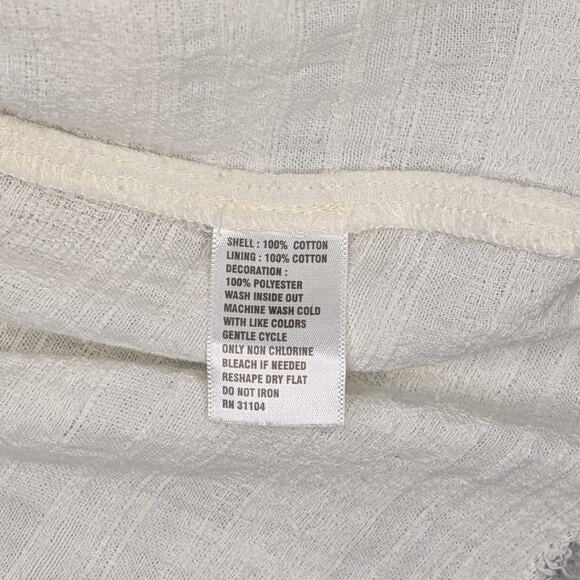 SHELL : 100% COTTON
LINING : 100% COTTON
DECORATION :
100% POLYESTER
WASH INSIDE OUT
MACHINE WASH COLD
WITH LIKE COLORS
GENTLE CYCLE
ONLY NON CHLORINE
BLEACH IF NEEDED
RESHAPE DRY FLAT
DO NOT IRON
RN 31104